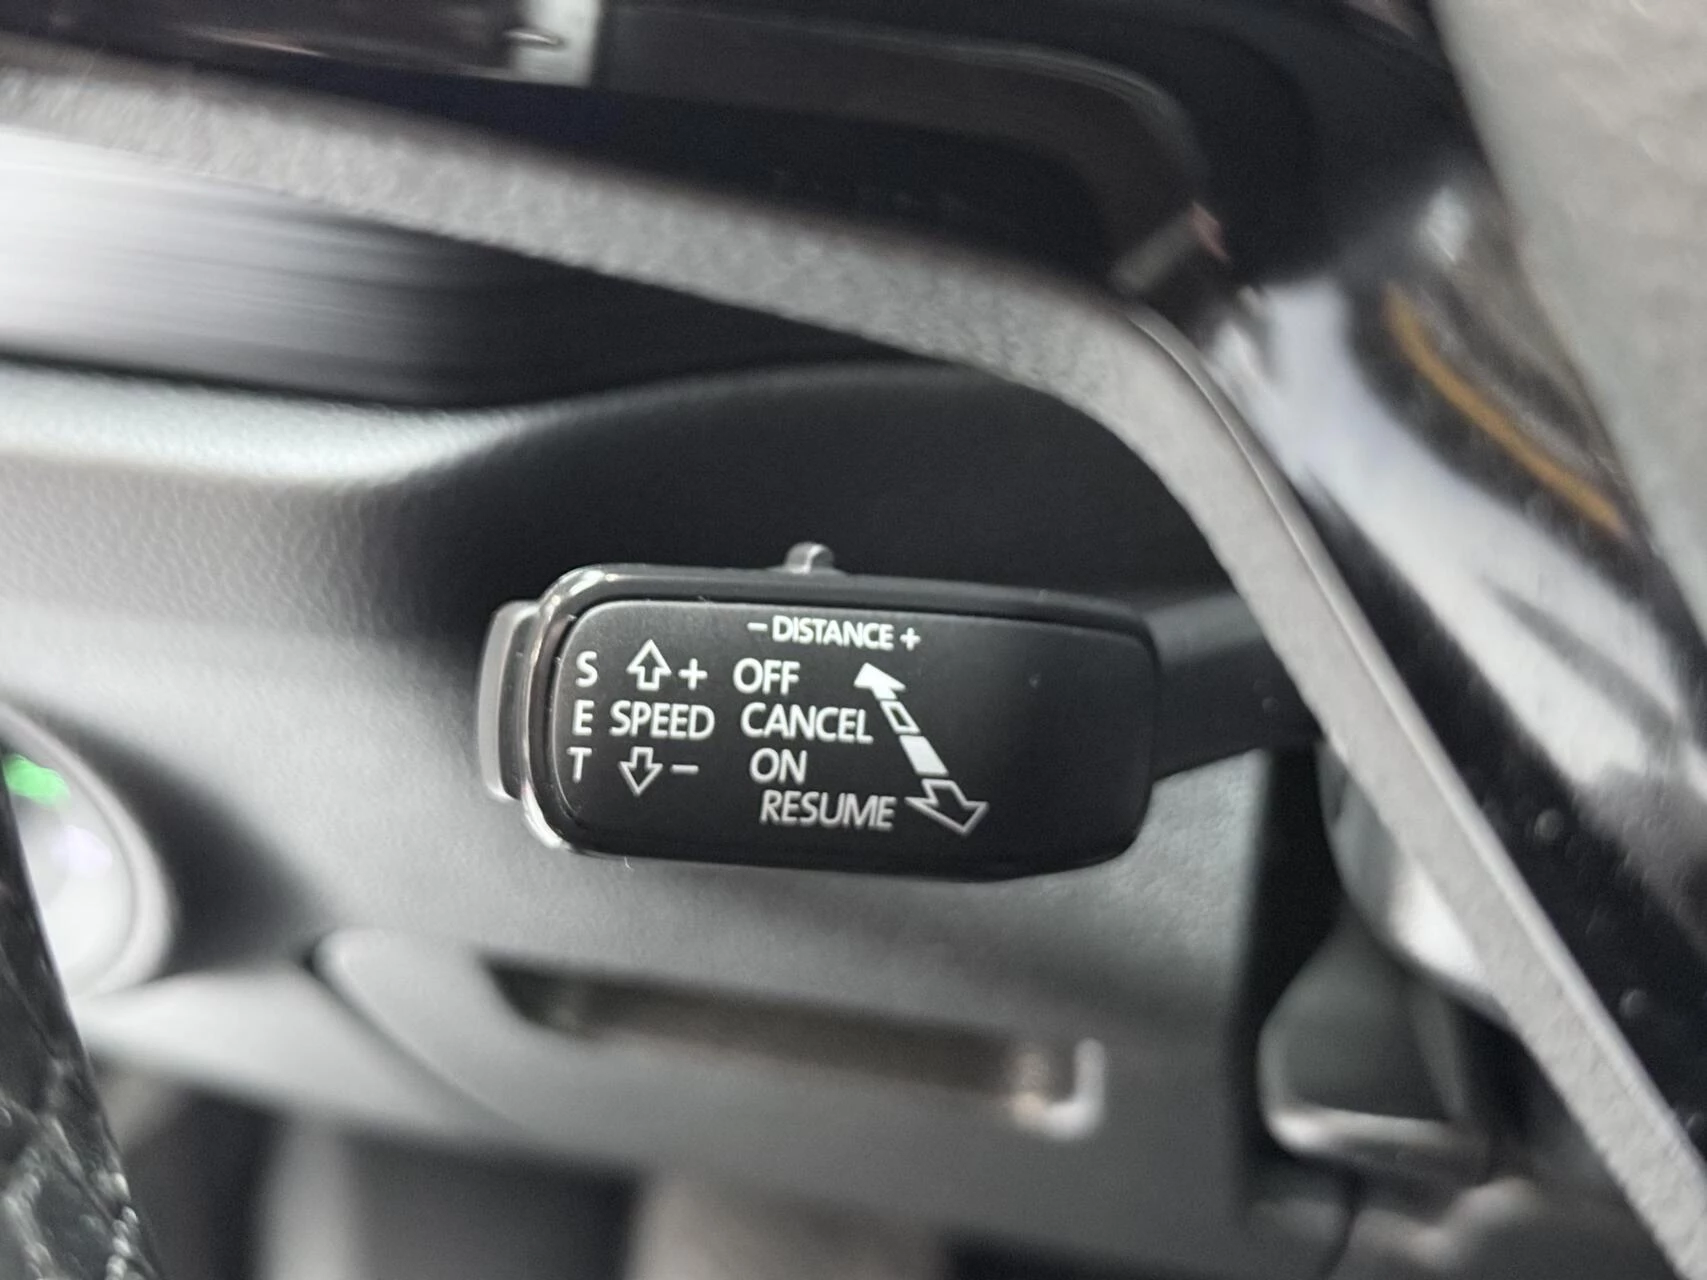 – DISTANCE +
S + OFF
E SPEED CANCEL
T – ON
RESUME